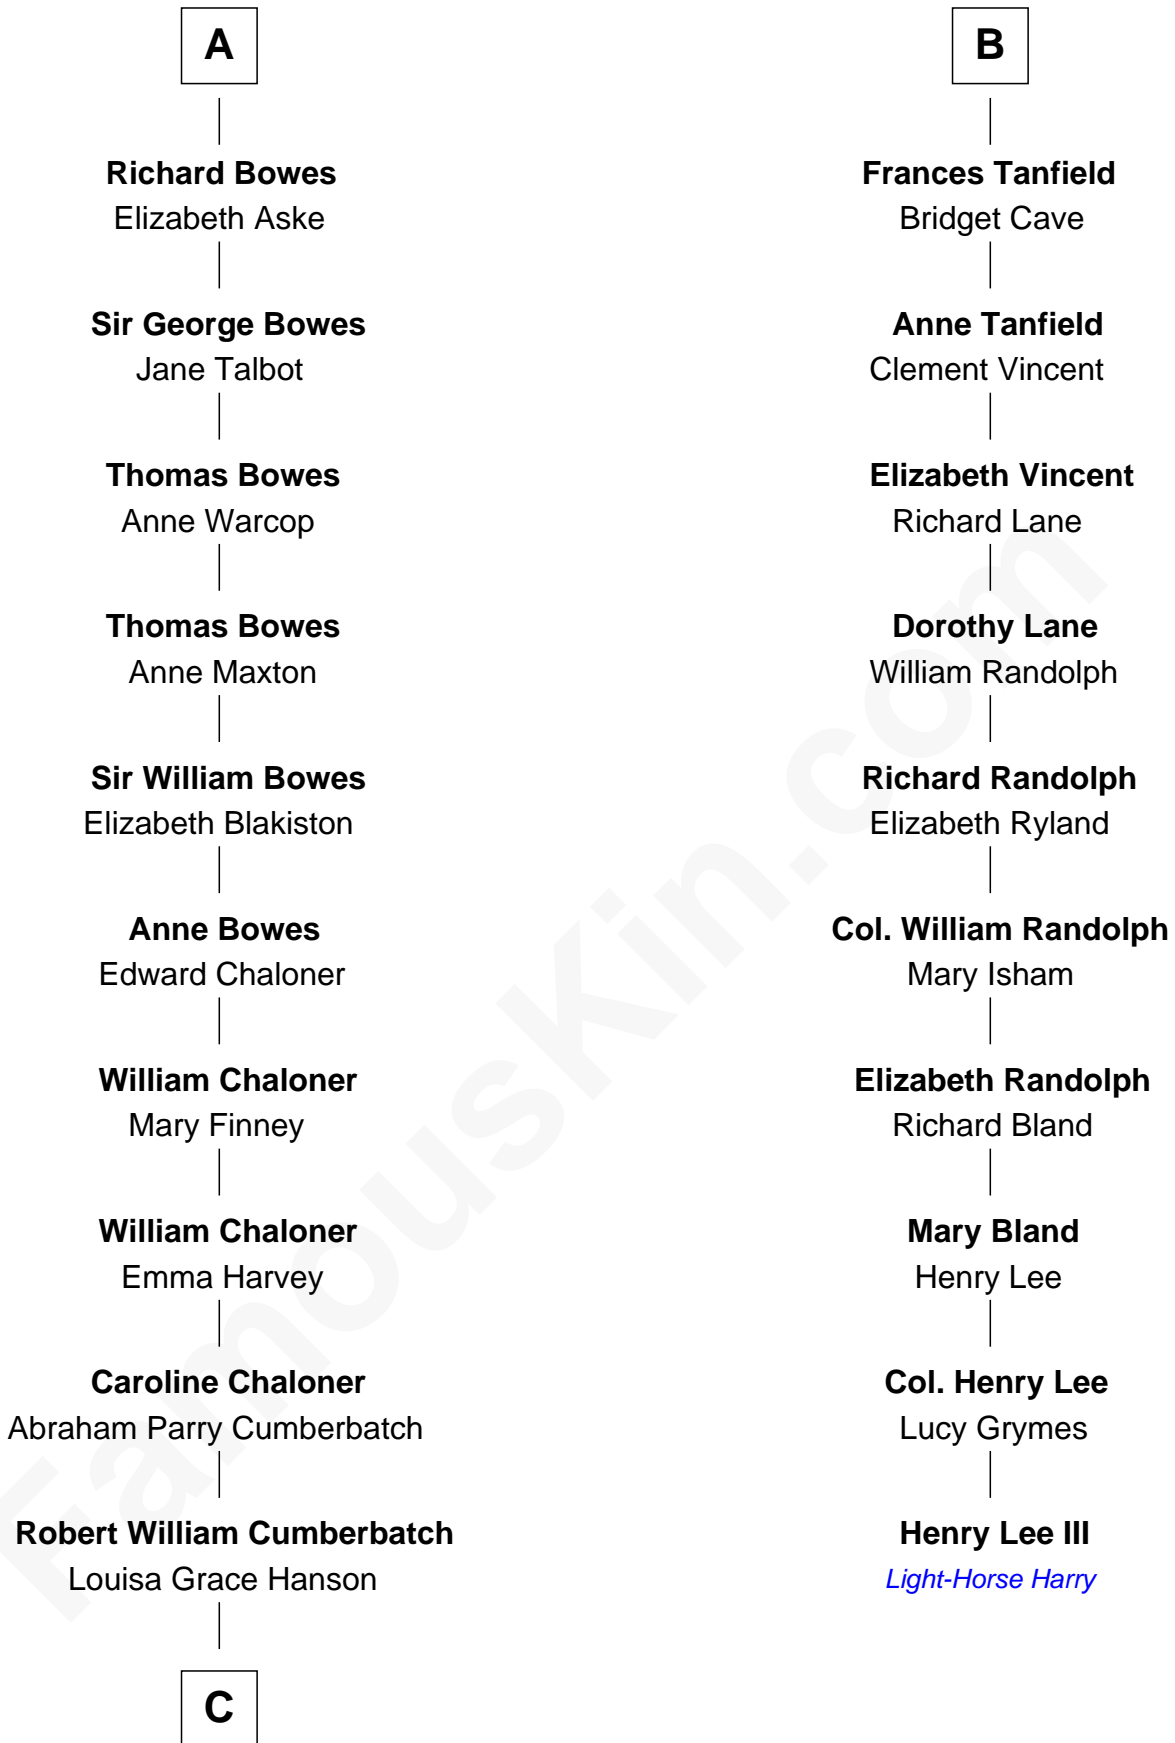 A
Richard Bowes
Elizabeth Aske
Sir George Bowes
Jane Talbot
Thomas Bowes
Anne Warcop
Thomas Bowes
Anne Maxton
Sir William Bowes
Elizabeth Blakiston
Anne Bowes
Edward Chaloner
William Chaloner
Mary Finney
William Chaloner
Emma Harvey
Caroline Chaloner
Abraham Parry Cumberbatch
Robert William Cumberbatch
Louisa Grace Hanson
C
B
Frances Tanfield
Bridget Cave
Anne Tanfield
Clement Vincent
Elizabeth Vincent
Richard Lane
Dorothy Lane
William Randolph
Richard Randolph
Elizabeth Ryland
Col. William Randolph
Mary Isham
Elizabeth Randolph
Richard Bland
Mary Bland
Henry Lee
Col. Henry Lee
Lucy Grymes
Henry Lee III
Light-Horse Harry
FamousKin.com